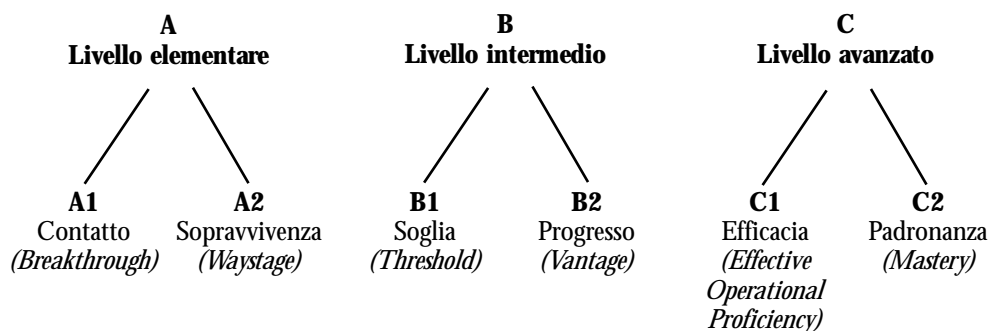 A
Livello elementare
B
Livello intermedio
C
Livello avanzato
A1
Contatto
(Breakthrough)
A2
Sopravvivenza
(Waystage)
B1
Soglia
(Threshold)
B2
Progresso
(Vantage)
C1
Efficacia
(Effective
Operational
Proficiency)
C2
Padronanza
(Mastery)